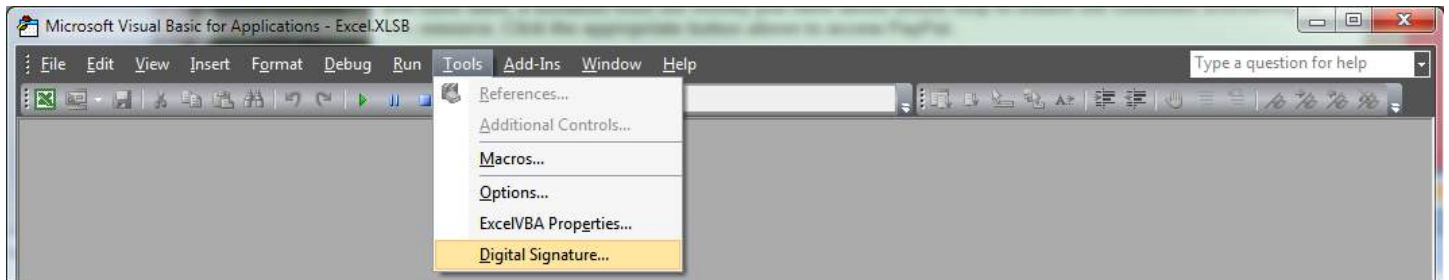 Microsoft Visual Basic for Applications - Excel.XLSB
File Edit View Insert Format Debug Run Tools Add-Ins Window Help Type a question for help
References...
Additional Controls...
Macros...
Options...
ExcelVBA Properties...
Digital Signature...